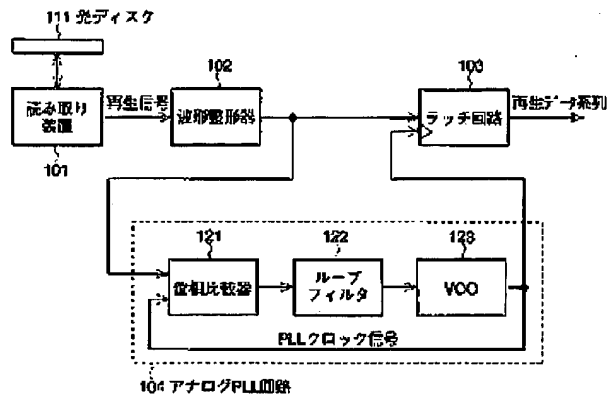 111 光ディスク
102
103
読み取り
装置
再生信号
波形整形器
ラッチ回路
再生データ系列
101
121
122
123
位相比較器
ループ
フィルタ
VCO
PLLクロック信号
104 アナログPLL回路